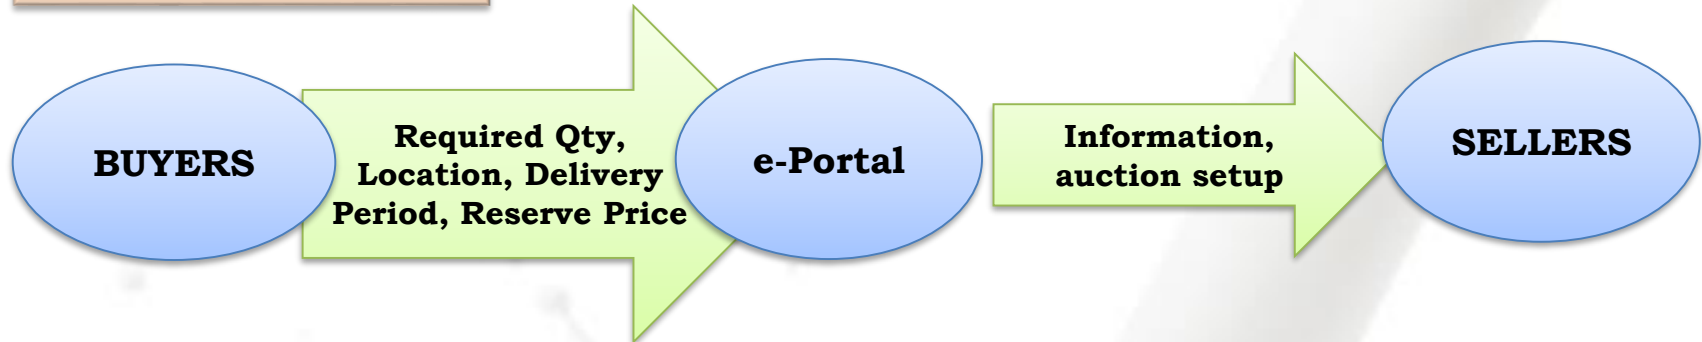 BUYERS
Required Qty,
Location, Delivery
Period, Reserve Price
e-Portal
Information,
auction setup
SELLERS